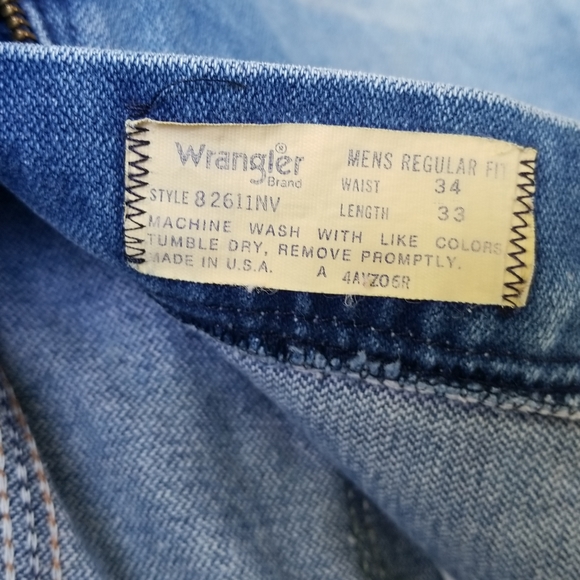 Wrangler ®
Brand
MENS REGULAR FIT
WAIST 34
STYLE 82611NV
LENGTH 33
MACHINE WASH WITH LIKE COLORS
TUMBLE DRY, REMOVE PROMPTLY.
MADE IN U.S.A. A